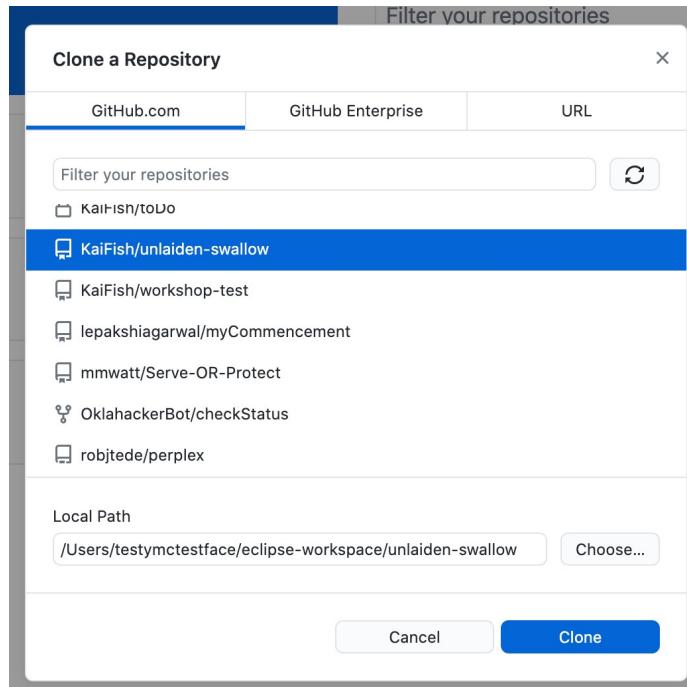 Filter your repositories
Clone a Repository
GitHub.com GitHub Enterprise URL
Filter your repositories
KaiFish/toDo
KaiFish/unlaiden-swallow
KaiFish/workshop-test
lepakshiagarwal/myCommencement
mmwatt/Serve-OR-Protect
OklahackerBot/checkStatus
robjtede/perplex
Local Path
/Users/testymctestface/eclipse-workspace/unlaiden-swallow Choose...
Cancel Clone